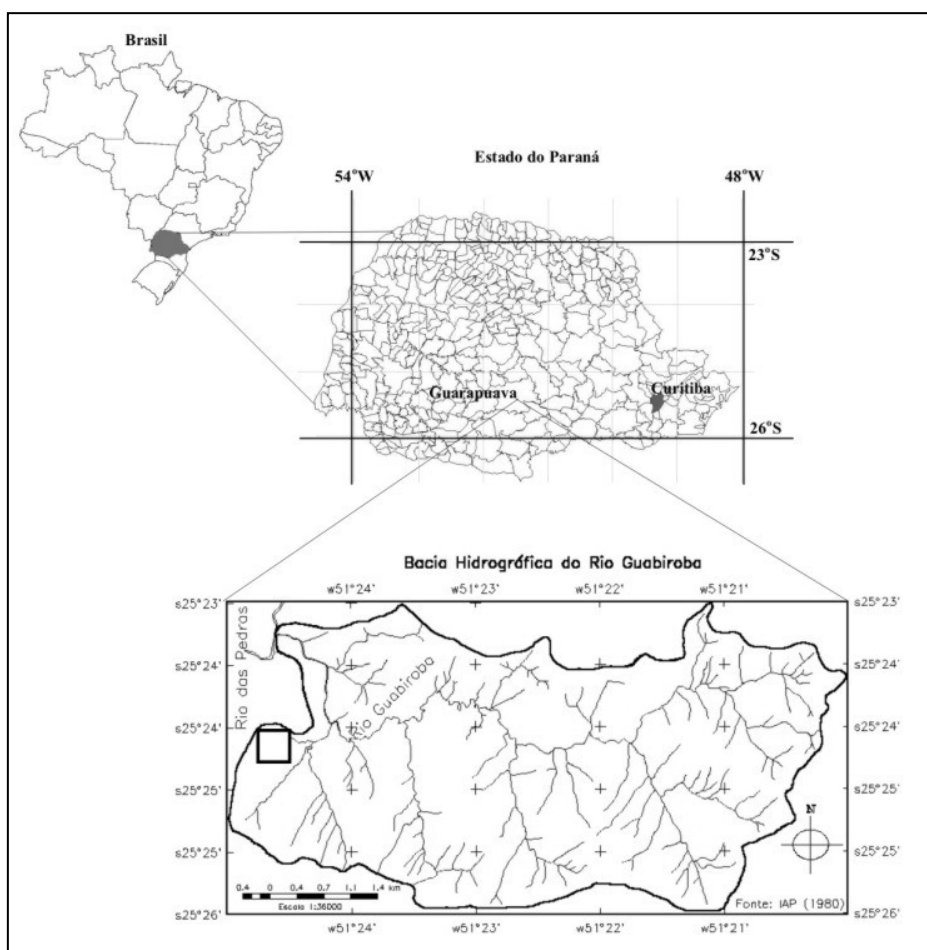 Brasil
Estado do Paraná
54°W
48°W
23°S
Guarapuava
Curitiba
26°S
Bacia Hidrográfica do Rio Guabiroba
w51°24' w51°23' w51°22' w51°21'
s25°23' s25°23'
Rio das Pedras
s25°24' s25°24'
Rio Guabiroba
s25°24' s25°24'
s25°25' s25°25'
N
s25°25' s25°25'
0.4 0 0.4 0.7 1.1 1.4 km
Escala 1:36000
Fonte: IAP (1980)
s25°26' s25°26'
w51°24' w51°23' w51°22' w51°21'